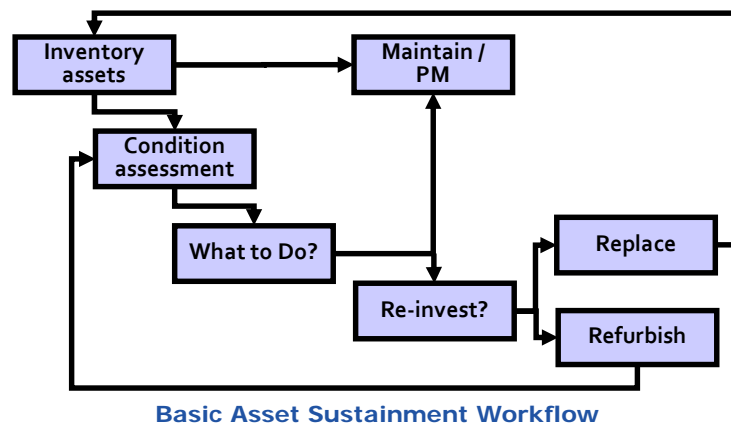 Inventory
assets
Maintain /
PM
Condition
assessment
What to Do?
Replace
Re-invest?
Refurbish
Basic Asset Sustainment Workflow